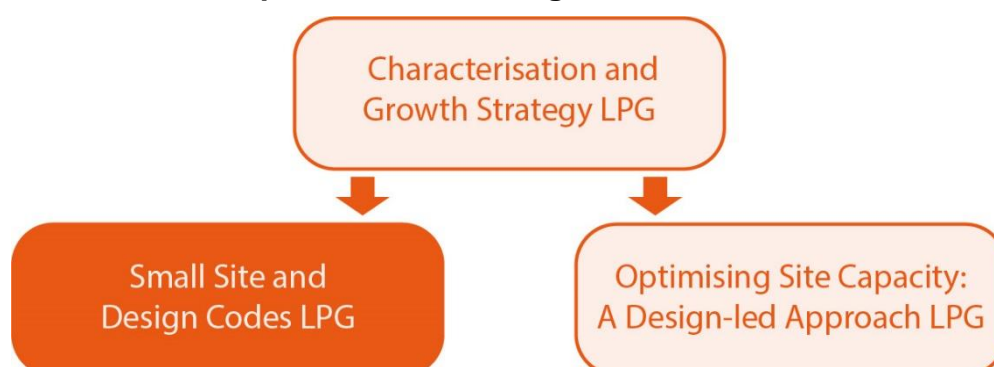 Characterisation and
Growth Strategy LPG
Small Site and
Design Codes LPG
Optimising Site Capacity:
A Design-led Approach LPG